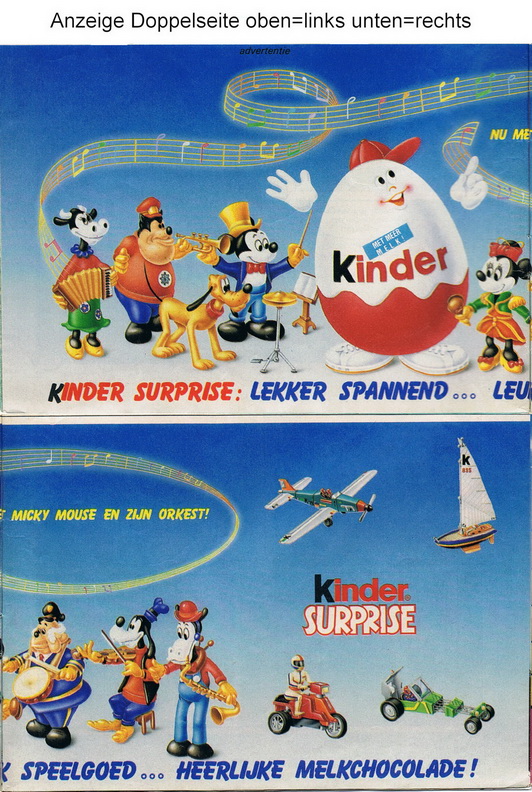 Anzeige Doppelseite oben=links unten=rechts
advertentie
NU ME
MET MEER
MELK!
kinder
KINDER SURPRISE: LEKKER SPANNEND... LEU
E MICKY MOUSE EN ZIJN ORKEST!
k
kinder®
SURPRISE
K SPEELGOED... HEERLIJKE MELKCHOCOLADE!